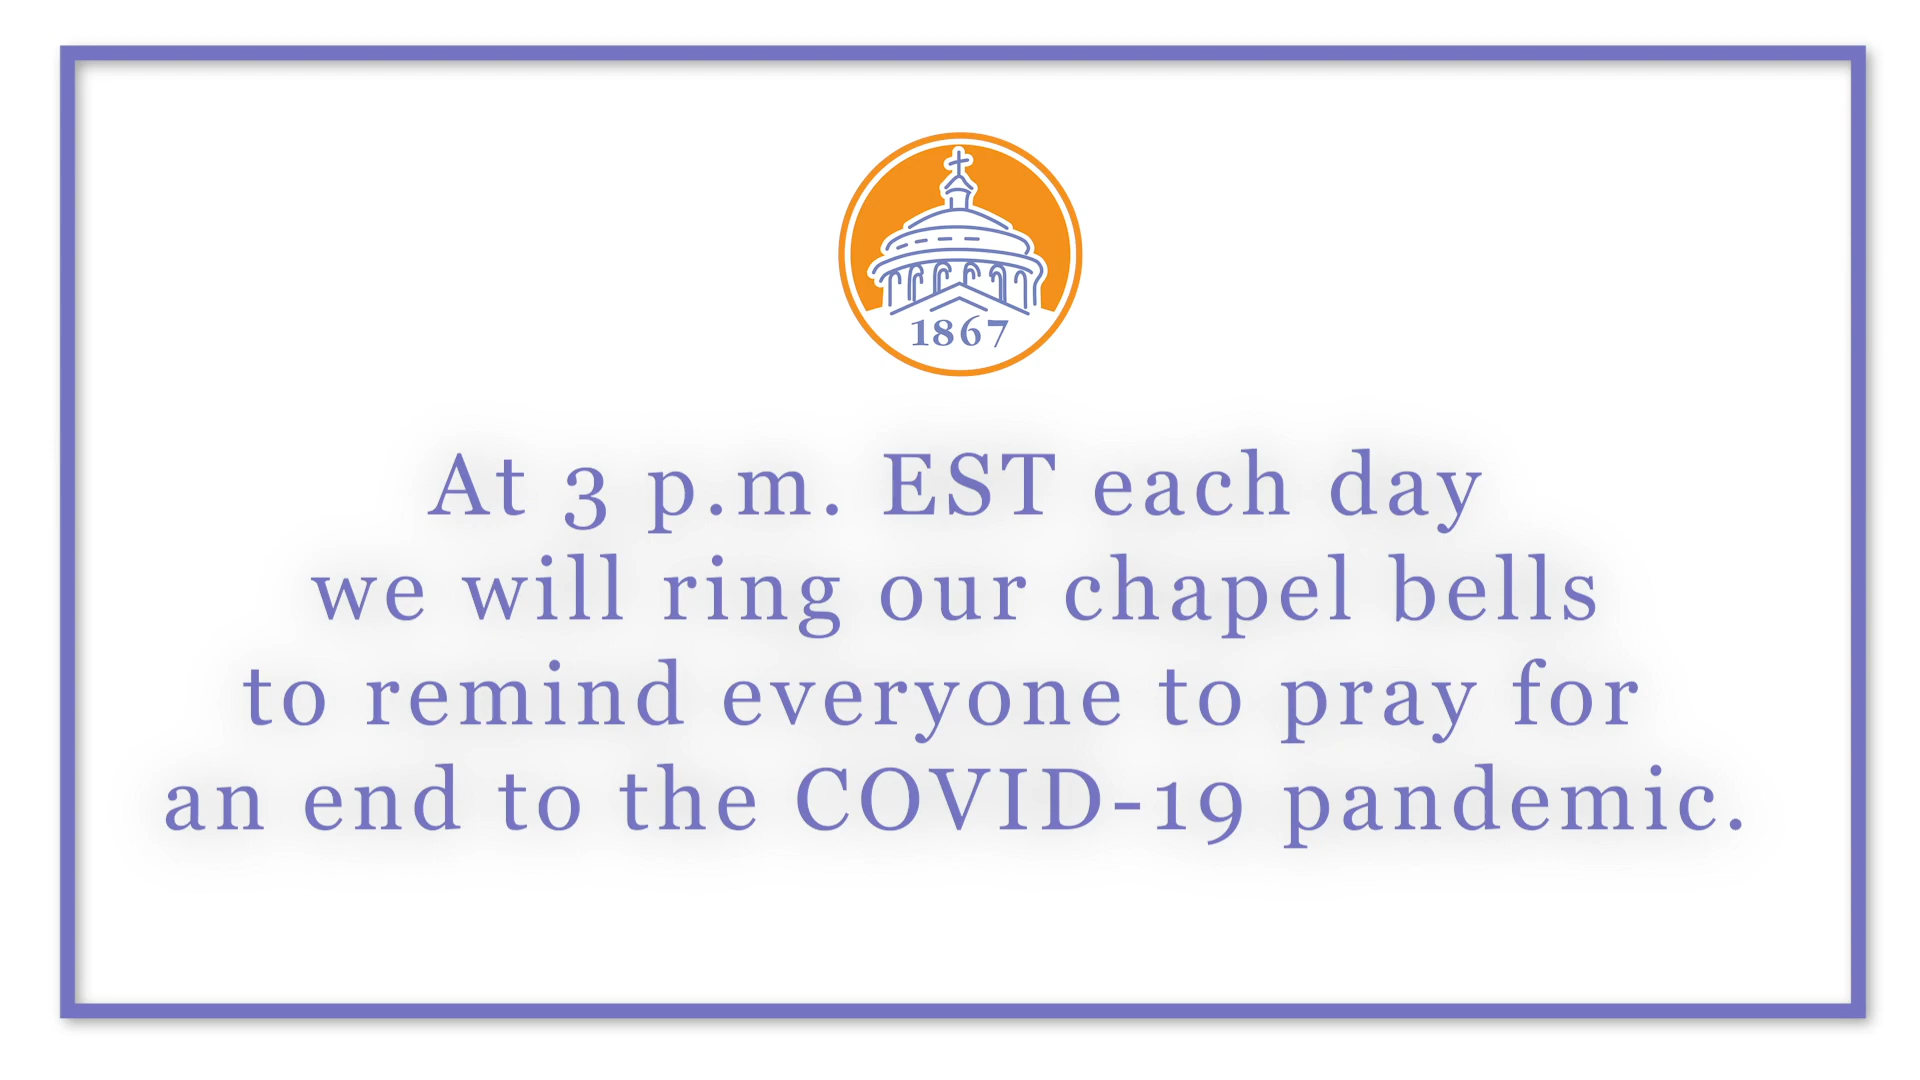 1867
At 3 p.m. EST each day
we will ring our chapel bells
to remind everyone to pray for
an end to the COVID-19 pandemic.